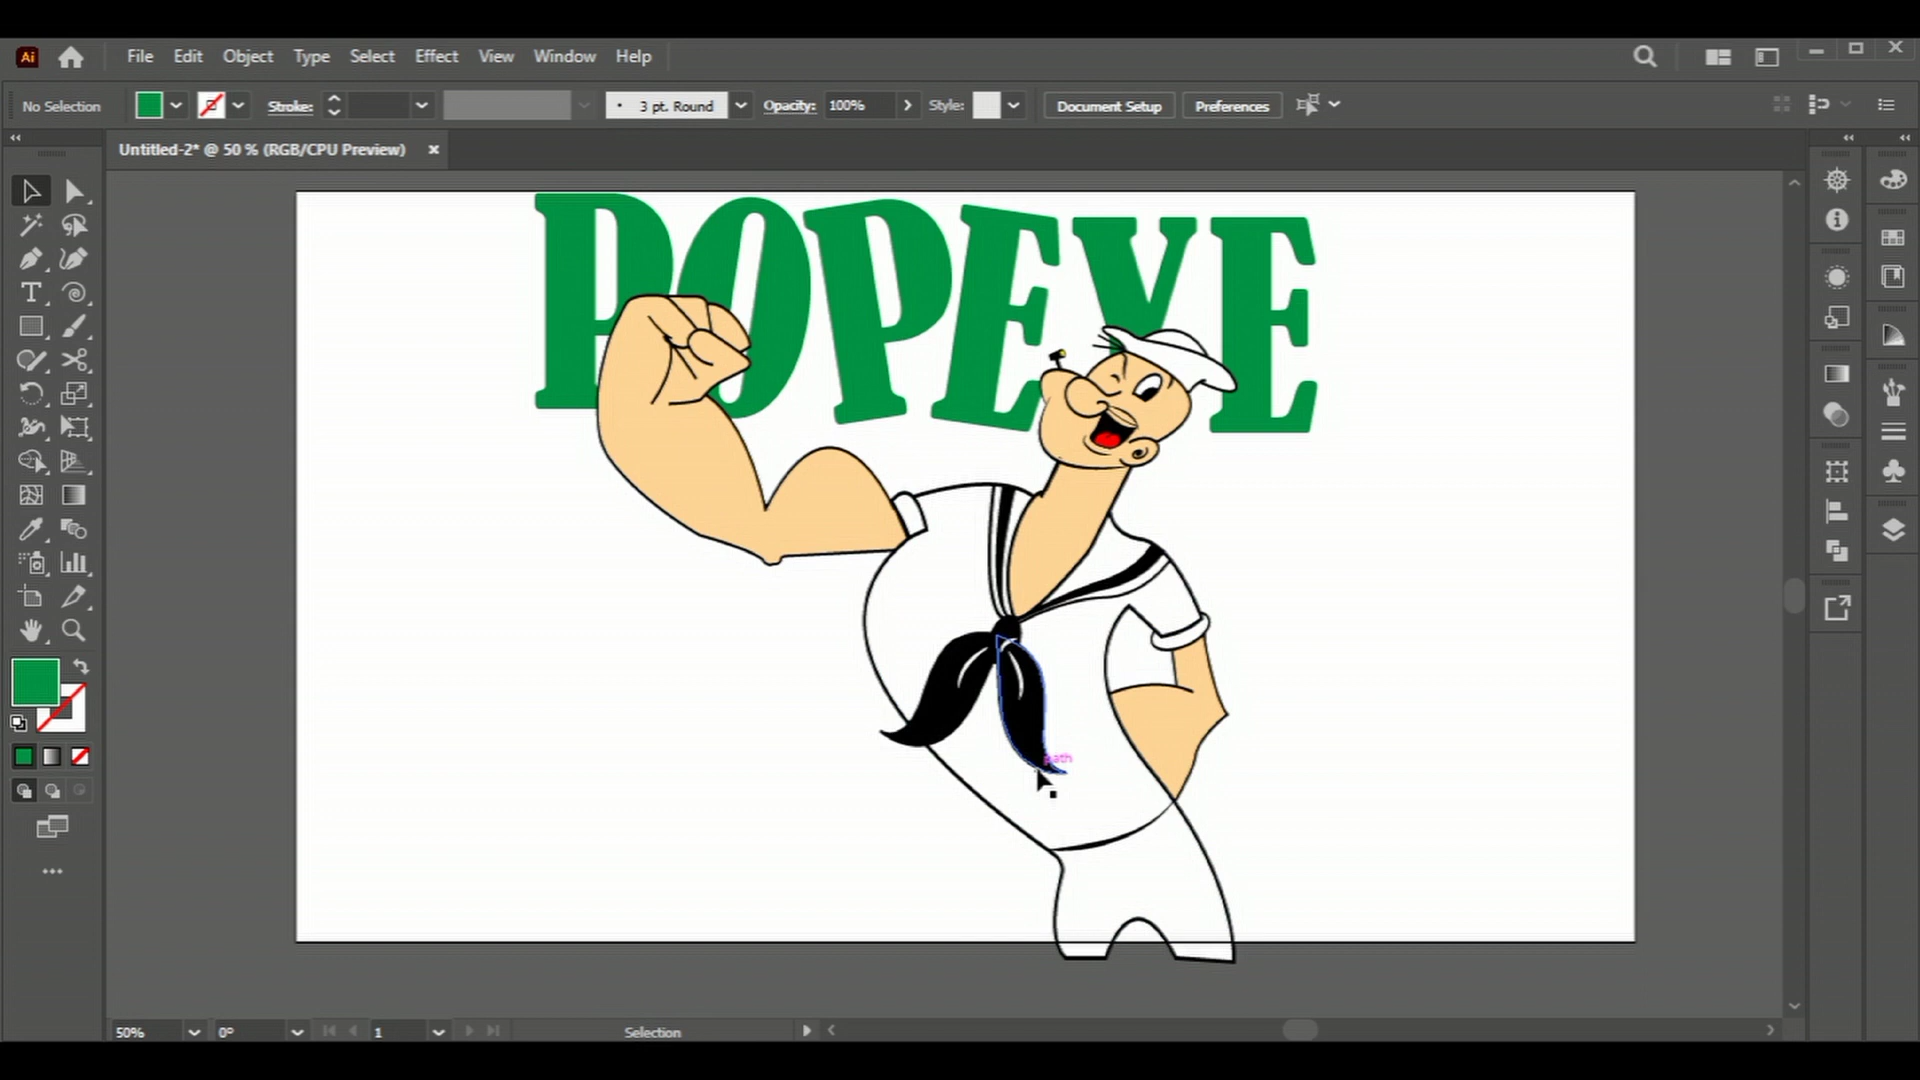 Ai File Edit Object Type Select Effect View Window Help
No Selection Stroke: 3 pt. Round Opacity: 100% Style: Document Setup Preferences
Untitled-2* @ 50 % (RGB/CPU Preview) ×
POPEYE
path
50% 0° 1 Selection